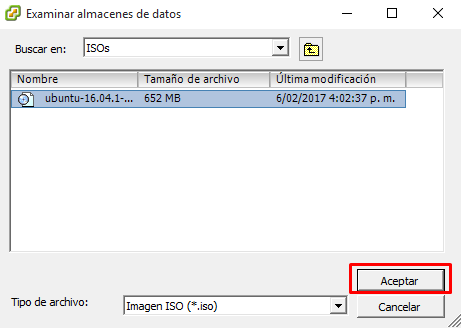 Examinar almacenes de datos
Buscar en: ISOs
Nombre Tamaño de archivo Última modificación
ubuntu-16.04.1-... 652 MB 6/02/2017 4:02:37 p. m.
Aceptar
Tipo de archivo: Imagen ISO (*.iso) Cancelar